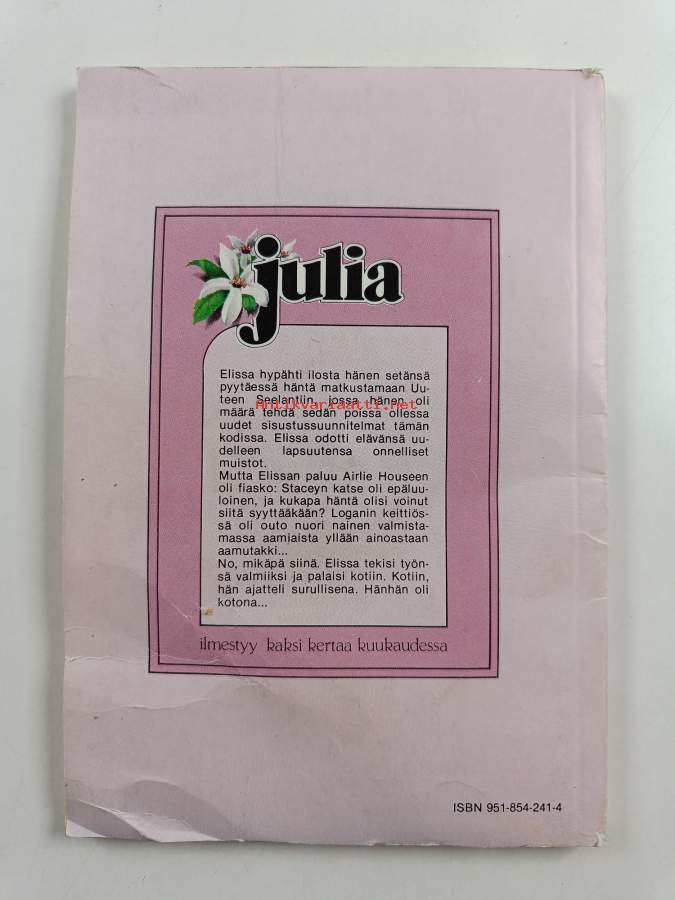 julia
Elissa hypähti ilosta hänen setänsä
pyytäessä häntä matkustamaan Uu-
teen Seelantiin, jossa hänen oli
Antikvariaatti.net
määrä tehdä sedän poissa ollessa
uudet sisustussuunnitelmat tämän
kodissa. Elissa odotti elävänsä uu-
delleen lapsuutensa onnelliset
muistot.
Mutta Elissan paluu Airlie Houseen
oli fiasko: Staceyn katse oli epäluu-
loinen, ja kukapa häntä olisi voinut
siitä syyttääkään? Loganin keittiös-
sä oli outo nuori nainen valmista-
massa aamiaista yllään ainoastaan
aamutakki...
No, mikäpä siinä. Elissa tekisi työn-
sä valmiiksi ja palaisi kotiin. Kotiin,
hän ajatteli surullisena. Hänhän oli
kotona...
ilmestyy kaksi kertaa kuukaudessa
ISBN 951-854-241-4